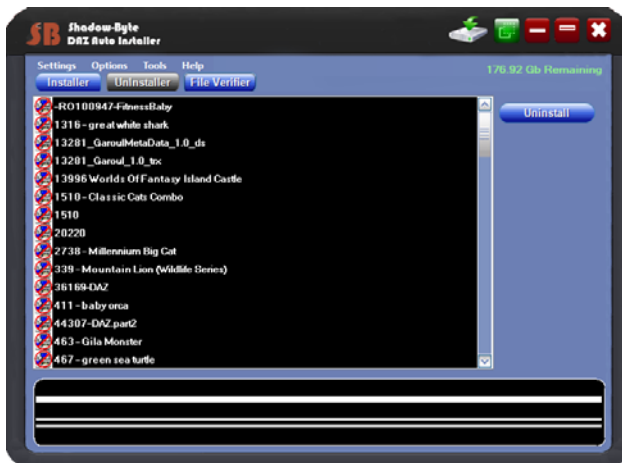 SB Shadow-Byte
DAZ Auto Installer
Settings Options Tools Help
176.92 Gb Remaining
Installer Uninstaller File Verifier
-RO100947-FitnessBaby
Uninstall
1316 - great white shark
13281_GaroulMetaData_1.0_ds
13281_Garoul_1.0_trx
13996 Worlds Of Fantasy Island Castle
1510 - Classic Cats Combo
1510
20220
2738 - Millennium Big Cat
339 - Mountain Lion (Wildlife Series)
36169-DAZ
411 - baby orca
44307-DAZ.part2
463 - Gila Monster
467 - green sea turtle